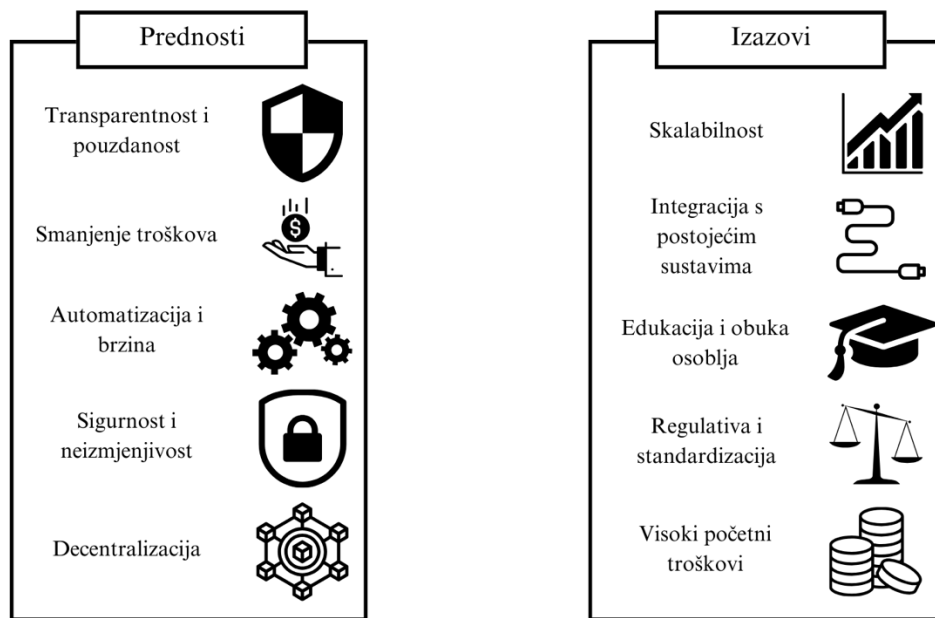 Prednosti
Transparentnost i
pouzdanost
Smanjenje troškova
Automatizacija i
brzina
Sigurnost i
neizmjenjivost
Decentralizacija
Izazovi
Skalabilnost
Integracija s
postojećim
sustavima
Edukacija i obuka
osoblja
Regulativa i
standardizacija
Visoki početni
troškovi
$